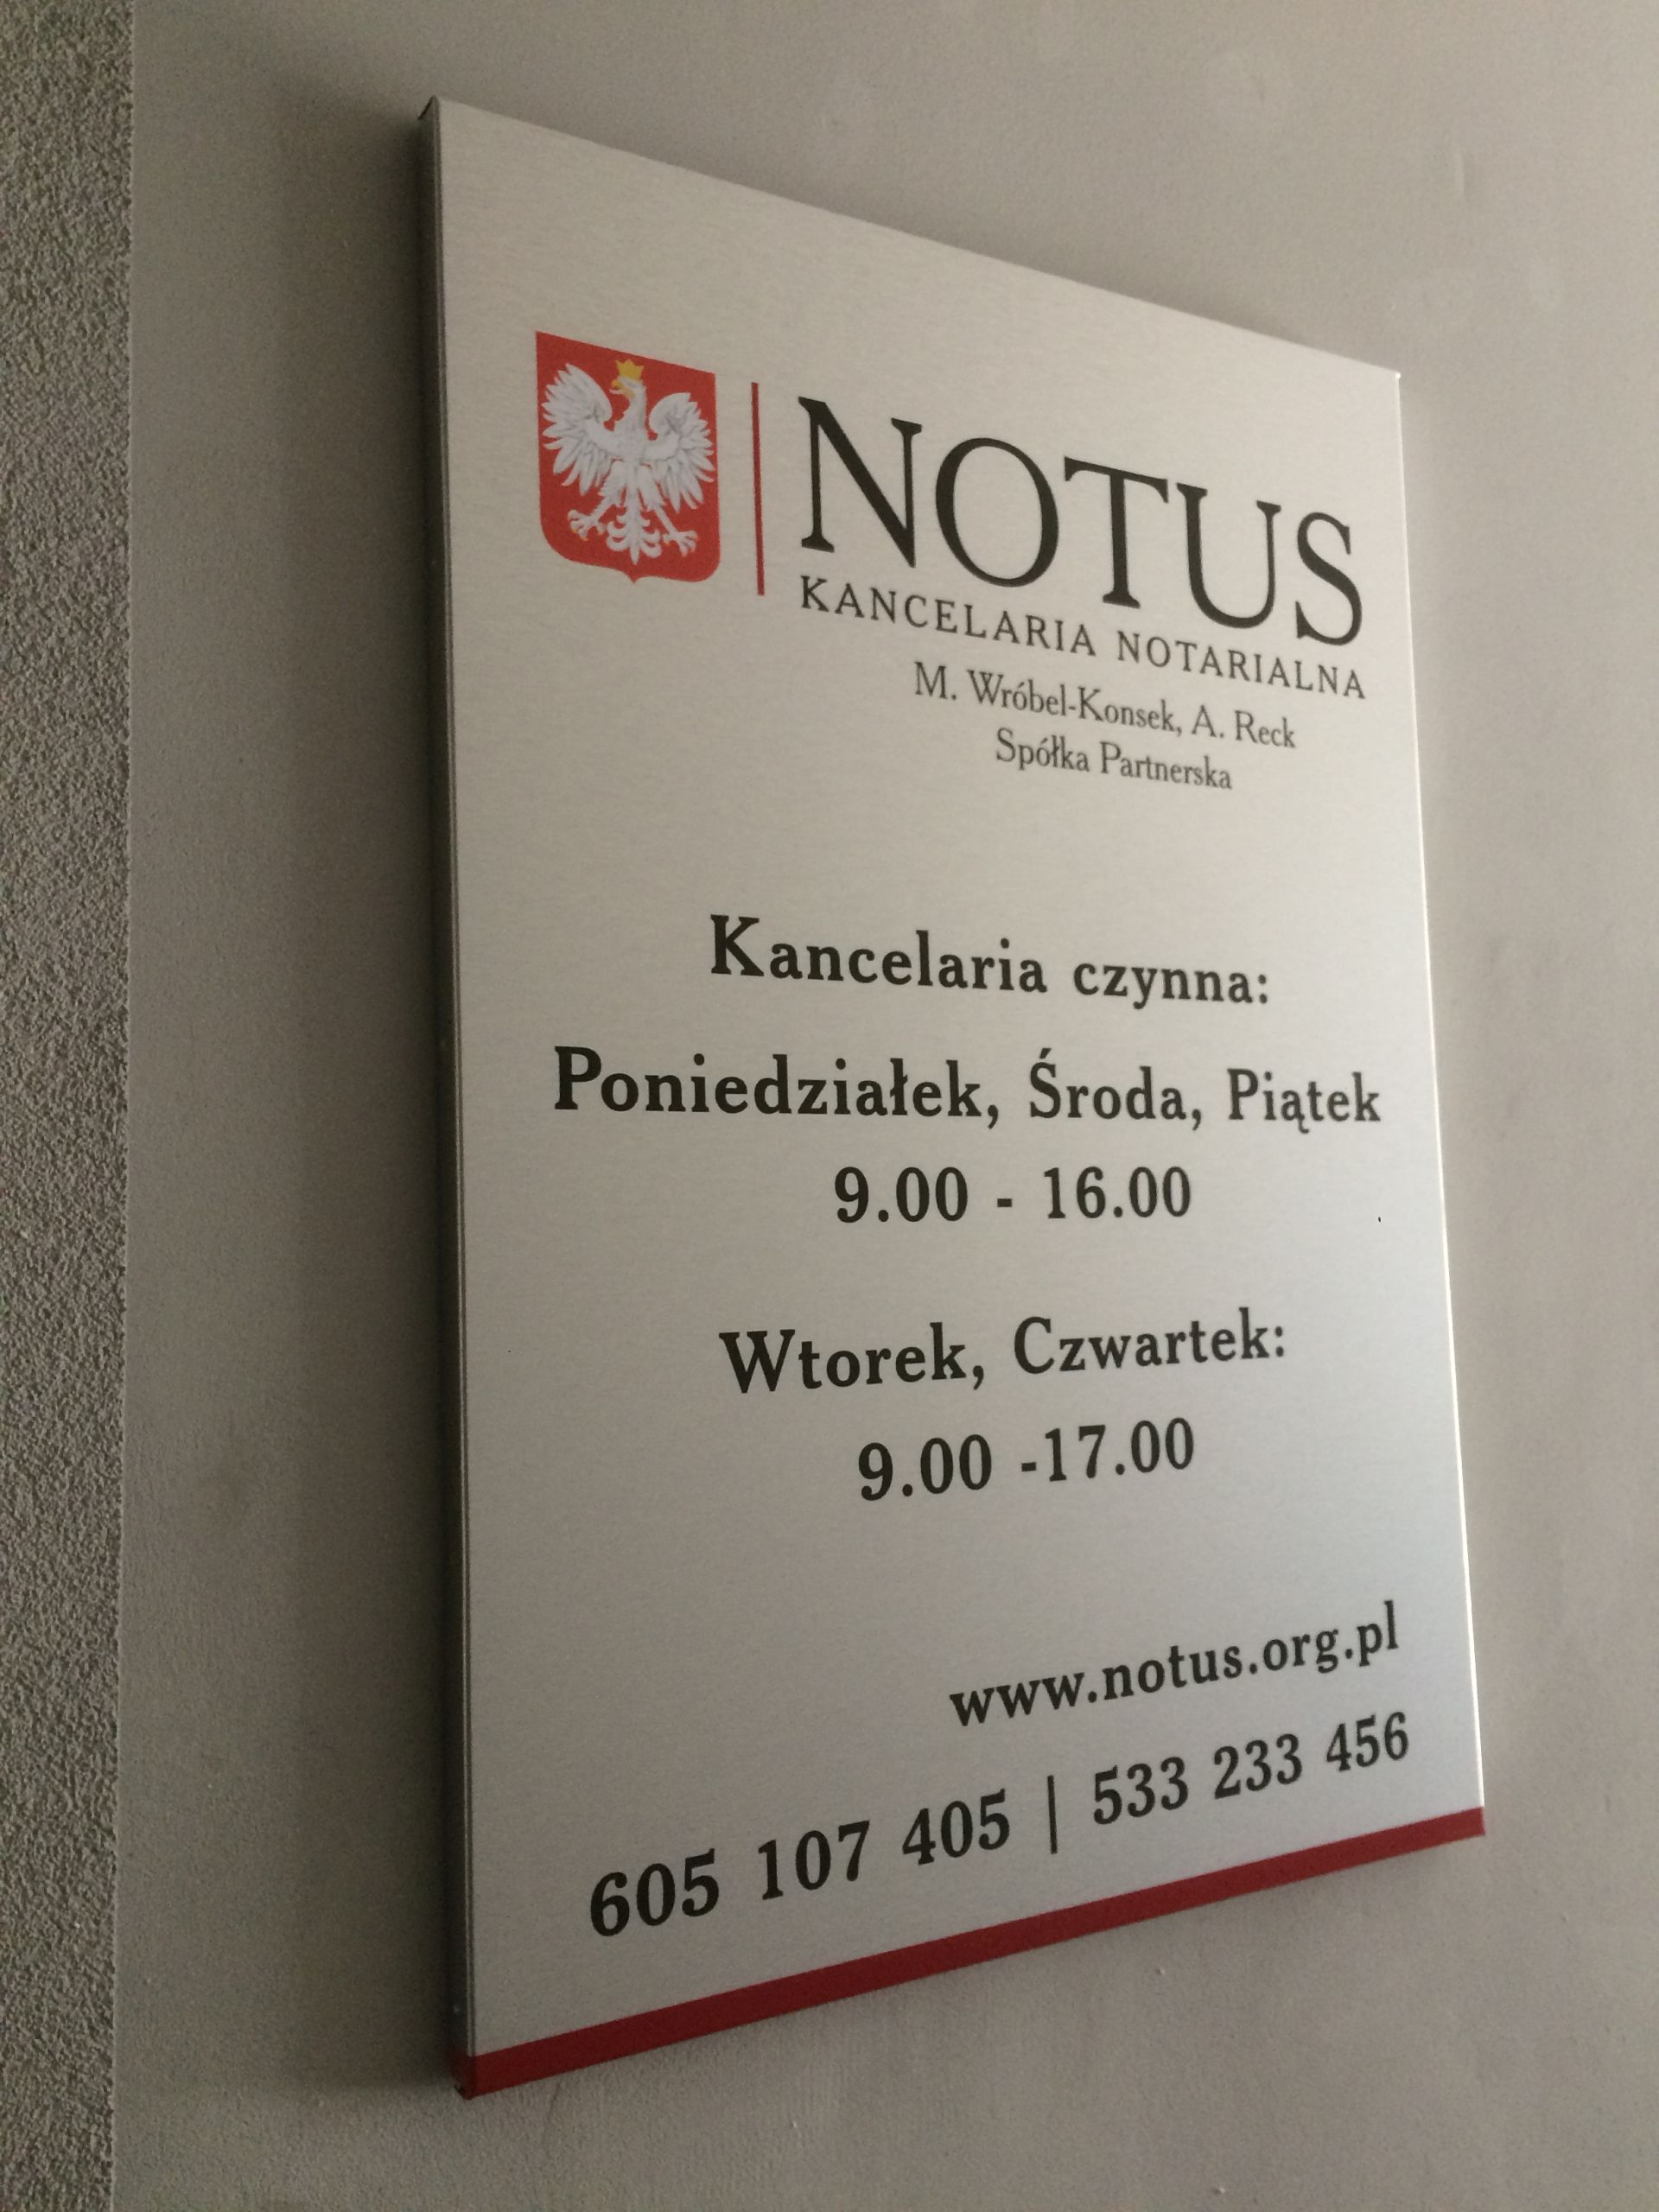 NOTUS
KANCELARIA NOTARIALNA
M. Wróbel-Konsek, A. Reck
Spółka Partnerska
Kancelaria czynna:
Poniedziałek, Środa, Piątek
9.00 - 16.00
Wtorek, Czwartek:
9.00 -17.00
www.notus.org.pl
605 107 405 | 533 233 456